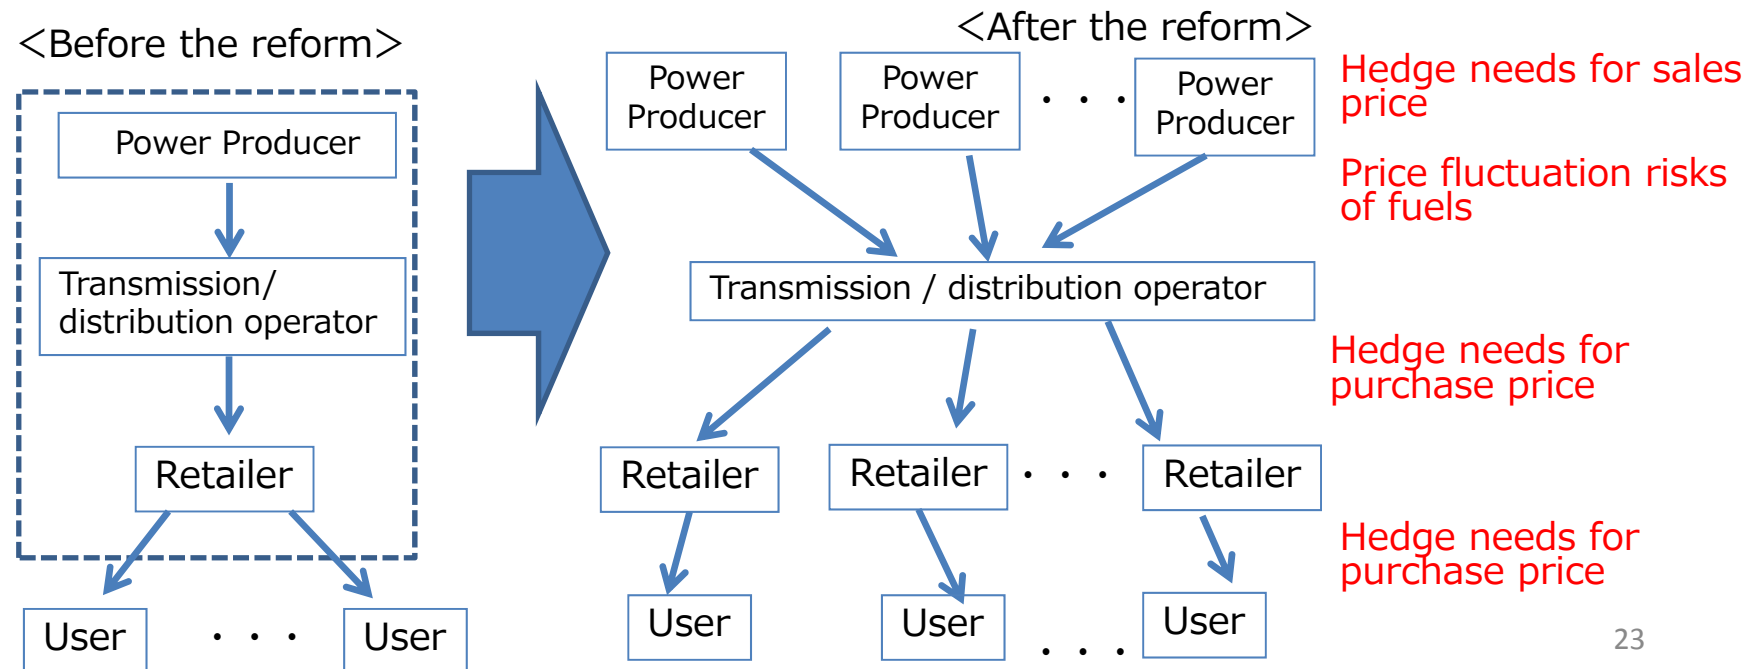 ＜Before the reform＞
Power Producer
Transmission/
distribution operator
Retailer
User
・・・
User
＜After the reform＞
Power
Producer
Power
Producer
・・・
Power
Producer
Hedge needs for sales
price
Price fluctuation risks
of fuels
Transmission / distribution operator
Hedge needs for
purchase price
Retailer
Retailer
・・・
Retailer
Hedge needs for
purchase price
User
User
・・・
User
23